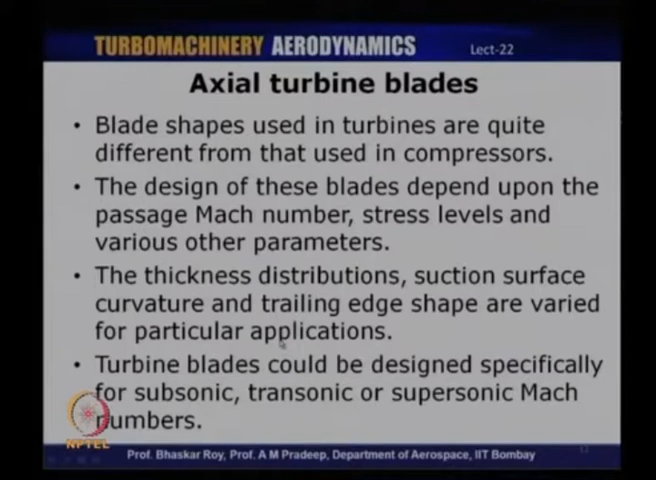 TURBOMACHINERY AERODYNAMICS Lect-22
Axial turbine blades
• Blade shapes used in turbines are quite
different from that used in compressors.
• The design of these blades depend upon the
passage Mach number, stress levels and
various other parameters.
• The thickness distributions, suction surface
curvature and trailing edge shape are varied
for particular applications.
• Turbine blades could be designed specifically
for subsonic, transonic or supersonic Mach
numbers.
NPTEL
Prof. Bhaskar Roy, Prof. A M Pradeep, Department of Aerospace, IIT Bombay